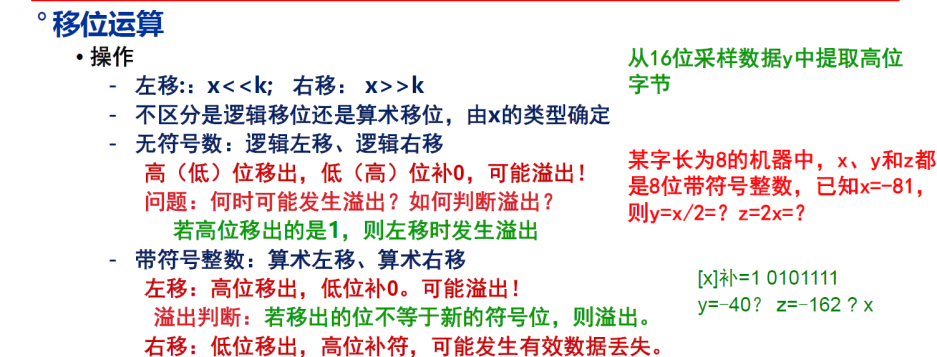 ° 移位运算
• 操作
- 左移:：x<<k; 右移： x>>k
- 不区分是逻辑移位还是算术移位，由x的类型确定
- 无符号数：逻辑左移、逻辑右移
高（低）位移出，低（高）位补0，可能溢出！
问题：何时可能发生溢出？如何判断溢出？
若高位移出的是1，则左移时发生溢出
- 带符号整数：算术左移、算术右移
左移：高位移出，低位补0。可能溢出！
溢出判断：若移出的位不等于新的符号位，则溢出。
右移：低位移出，高位补符，可能发生有效数据丢失。
从16位采样数据y中提取高位
字节
某字长为8的机器中，x、y和z都
是8位带符号整数，已知x=-81，
则y=x/2=？z=2x=？
[x]补=1 0101111
y=-40？ z=-162 ? x